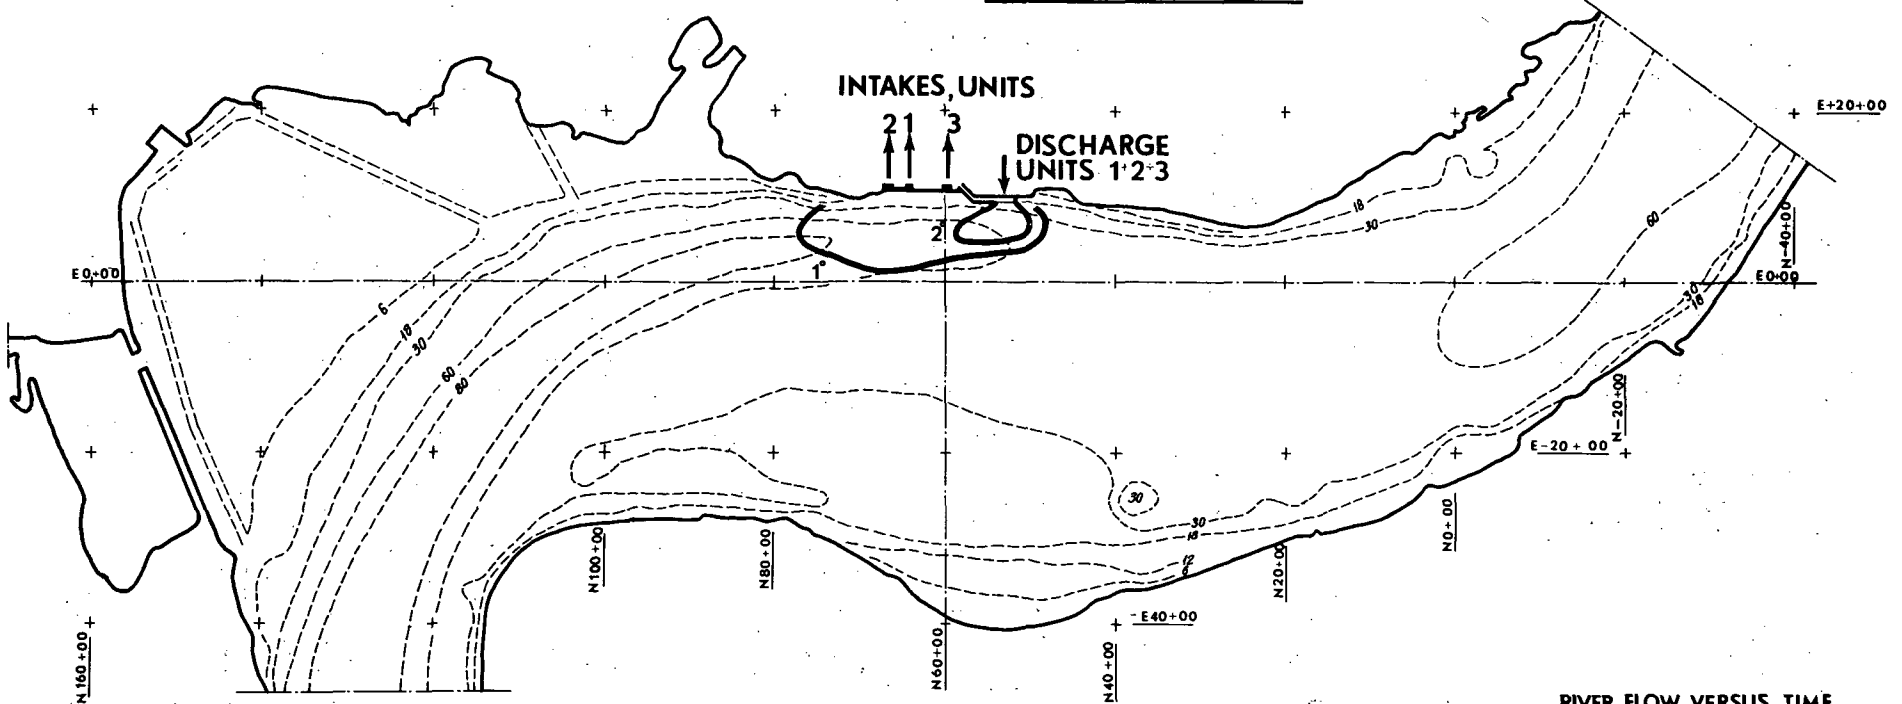 INTAKES, UNITS
2 1 3
DISCHARGE
UNITS 1+2+3
E+20+00
18
30
60
N-40+00
2°
1°
E0+00
E0+00
6
18
30
60
80
30
18
N-20+00
E-20+00
30
30
18
12
6
N0+00
N20+00
N100+00
N80+00
-E40+00
N160+00
N60+00
N40+00
RIVER FLOW VERSUS TIME